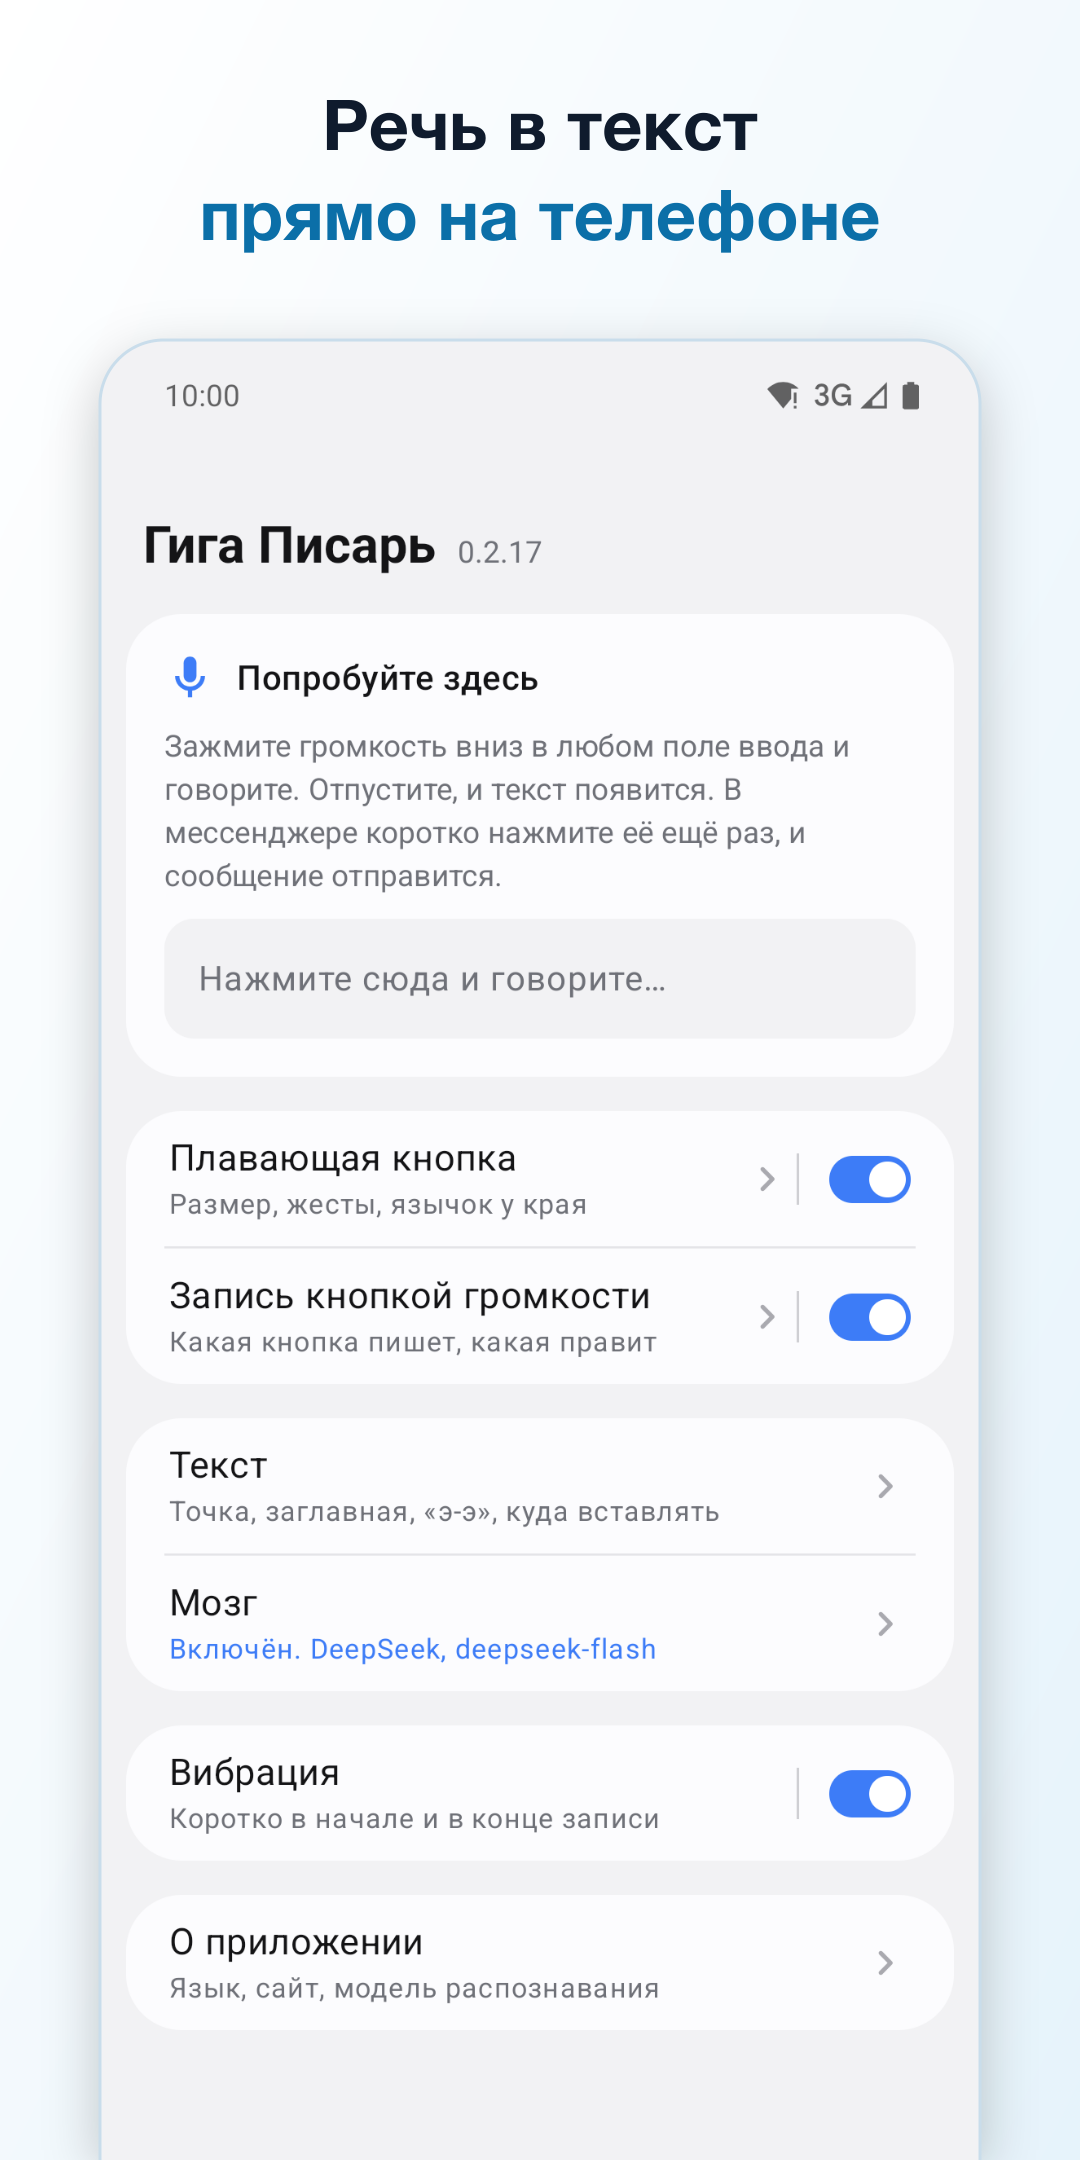 Речь в текст
прямо на телефоне
10:00
3G
Гига Писарь 0.2.17
Попробуйте здесь
Зажмите громкость вниз в любом поле ввода и
говорите. Отпустите, и текст появится. В
мессенджере коротко нажмите её ещё раз, и
сообщение отправится.
Нажмите сюда и говорите…
Плавающая кнопка
Размер, жесты, язычок у края
Запись кнопкой громкости
Какая кнопка пишет, какая правит
Текст
Точка, заглавная, «э-э», куда вставлять
Мозг
Включён. DeepSeek, deepseek-flash
Вибрация
Коротко в начале и в конце записи
О приложении
Язык, сайт, модель распознавания